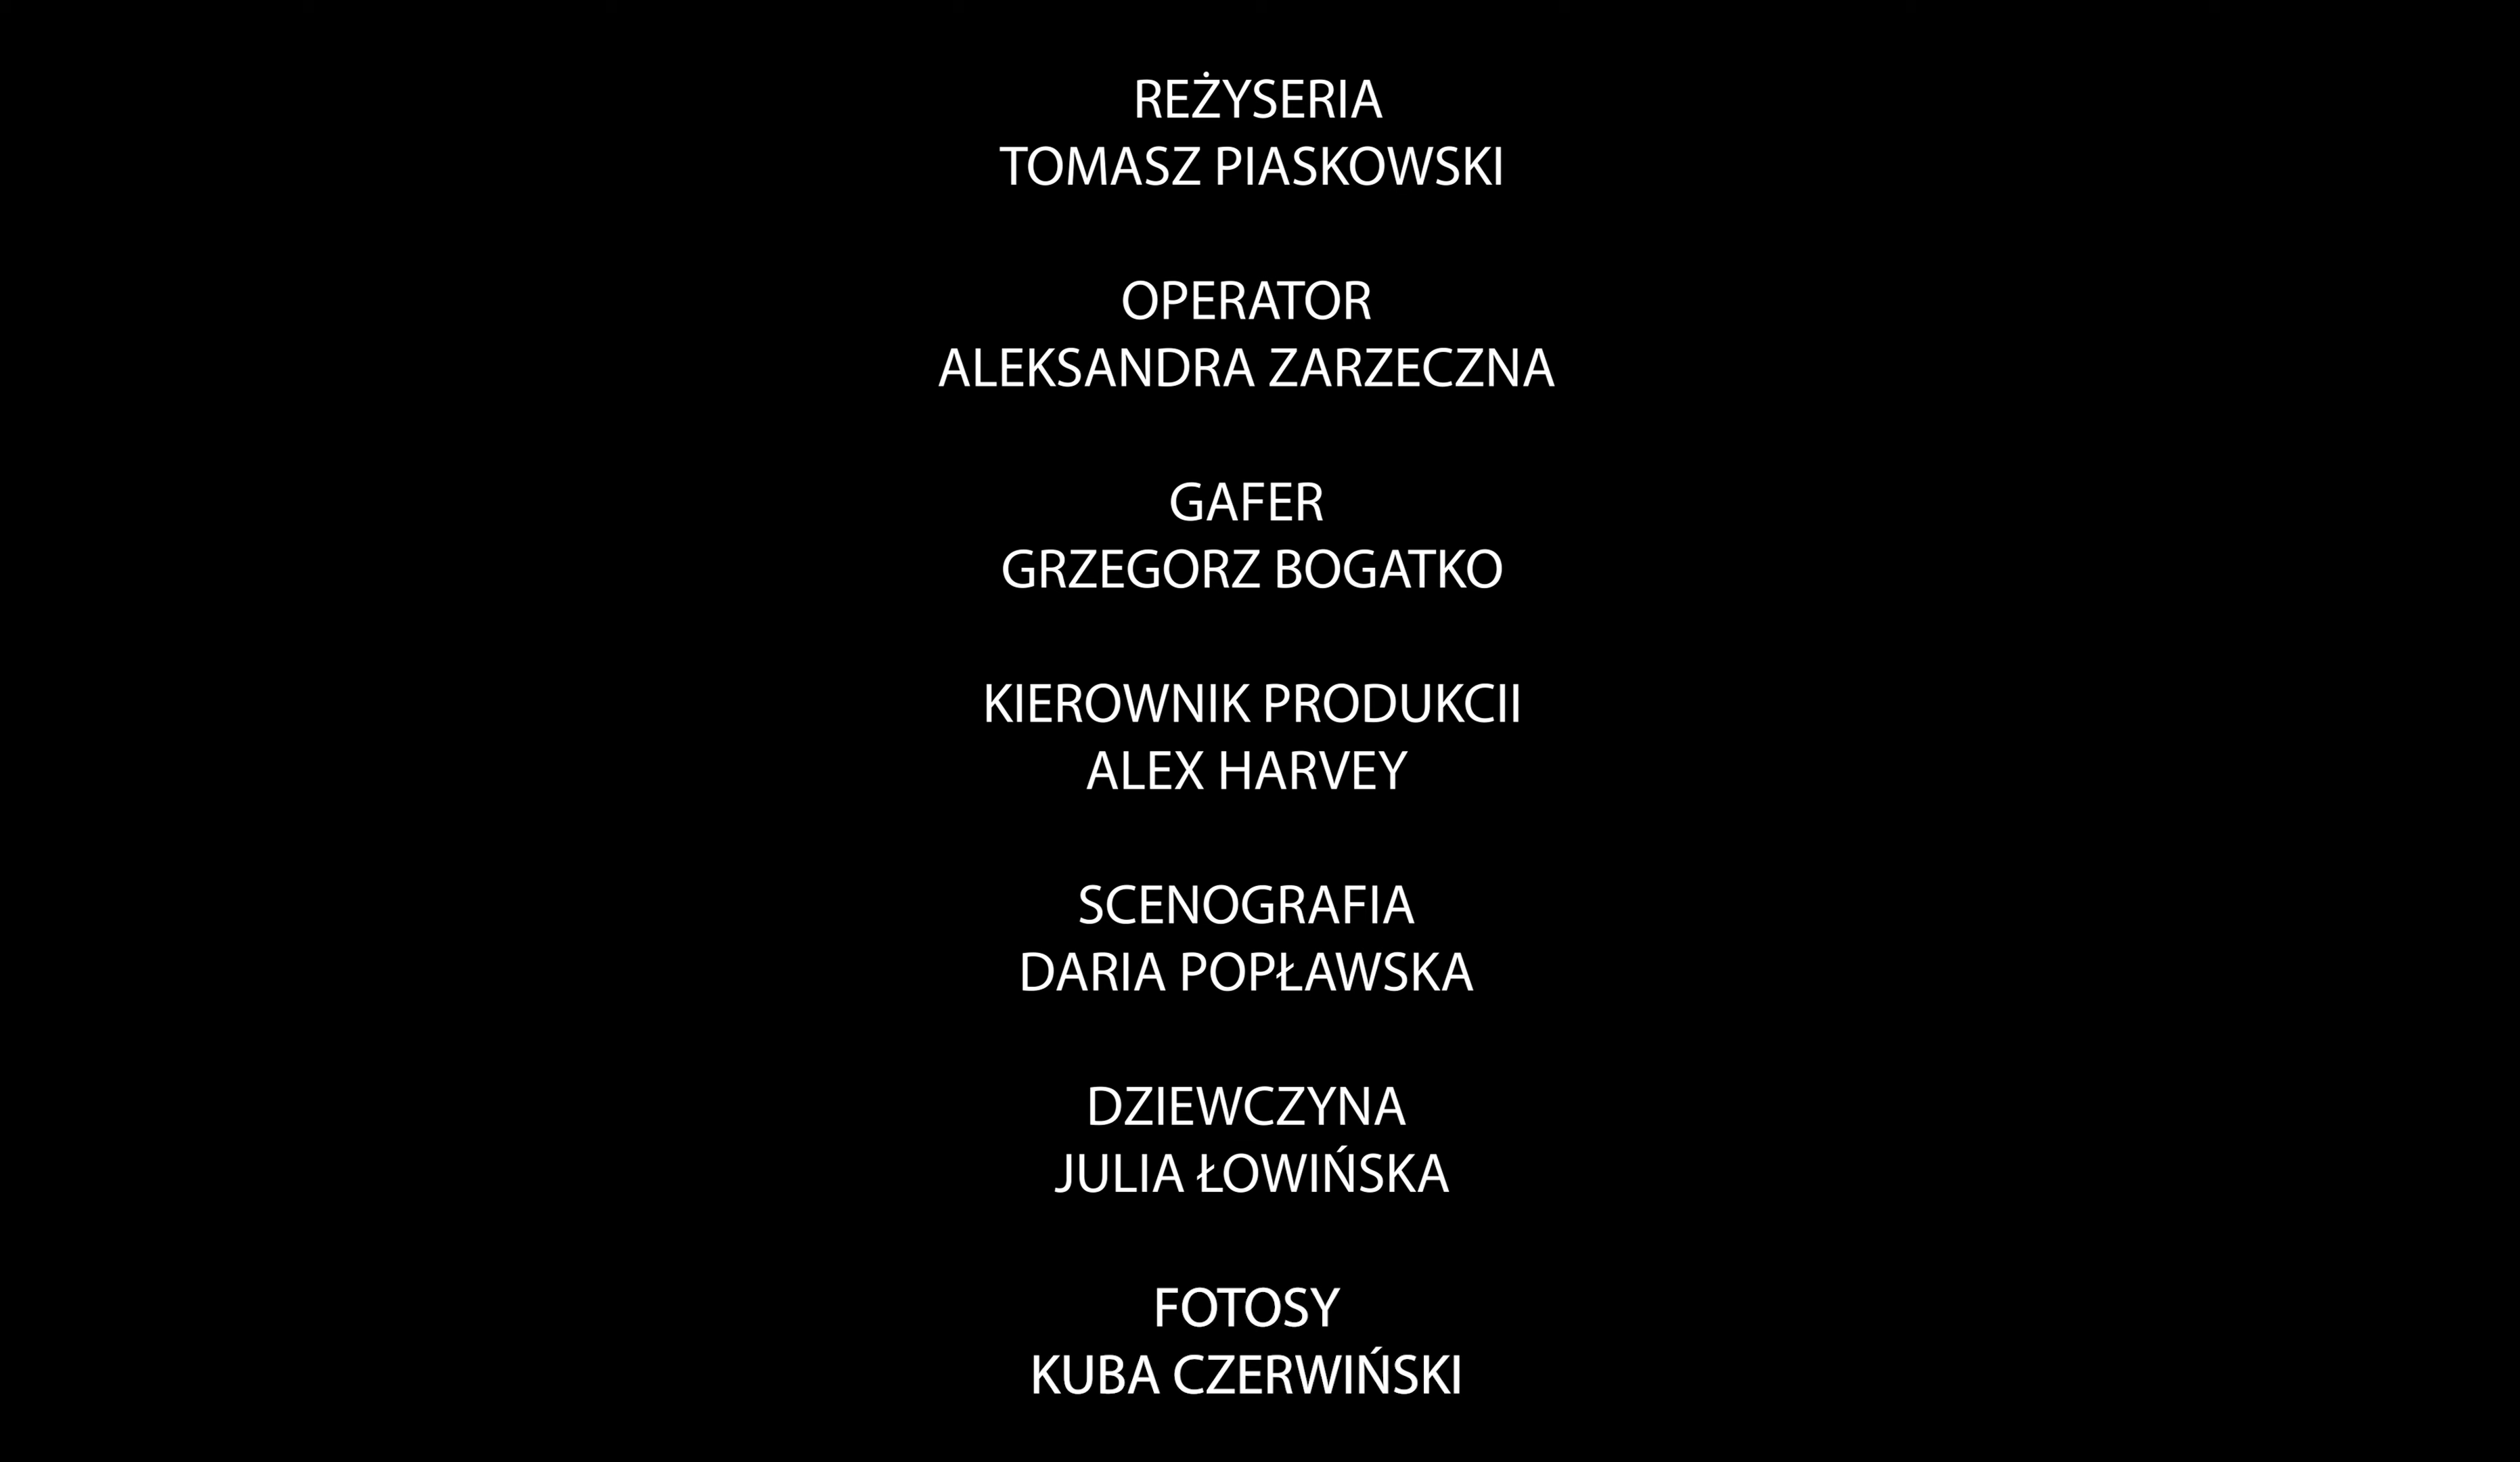 REŻYSERIA
TOMASZ PIASKOWSKI
OPERATOR
ALEKSANDRA ZARZECZNA
GAFER
GRZEGORZ BOGATKO
KIEROWNIK PRODUKCII
ALEX HARVEY
SCENOGRAFIA
DARIA POPŁAWSKA
DZIEWCZYNA
JULIA ŁOWIŃSKA
FOTOSY
KUBA CZERWIŃSKI